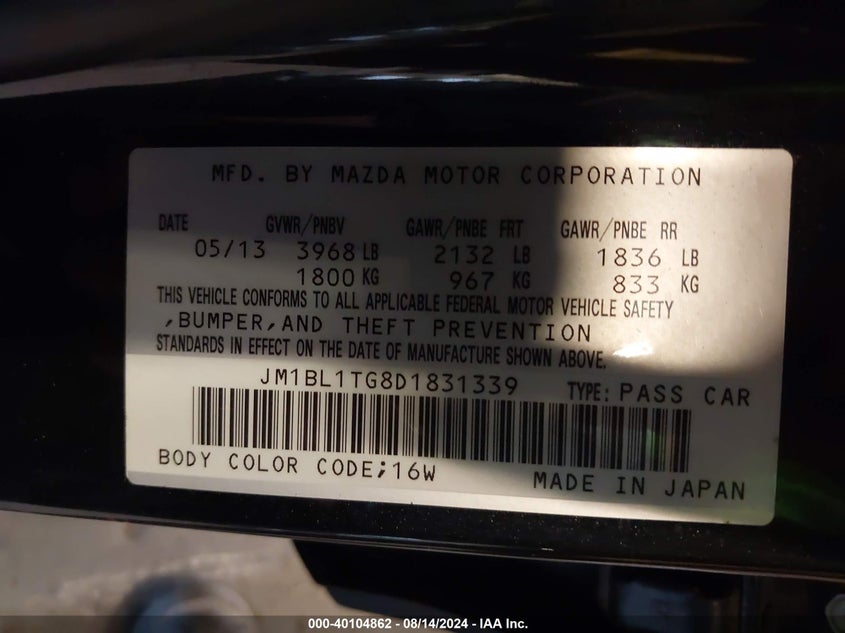 MFD. BY MAZDA MOTOR CORPORATION
DATE GVWR/PNBV GAWR/PNBE FRT GAWR/PNBE RR
05/13 3968 LB 2132 LB 1836 LB
1800 KG 967 KG 833 KG
THIS VEHICLE CONFORMS TO ALL APPLICABLE FEDERAL MOTOR VEHICLE SAFETY
,BUMPER,AND THEFT PREVENTION
STANDARDS IN EFFECT ON THE DATE OF MANUFACTURE SHOWN ABOVE.
JM1BL1TG8D1831339 TYPE: PASS CAR
BODY COLOR CODE;16W MADE IN JAPAN
000-40104862 - 08/14/2024 - IAA Inc.